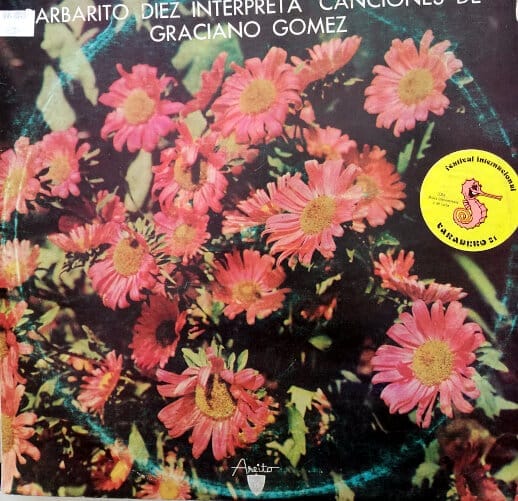 BARBARITO DIEZ INTERPRETA CANCIONES DE
GRACIANO GOMEZ
festival internacional
varadero 81
Areito